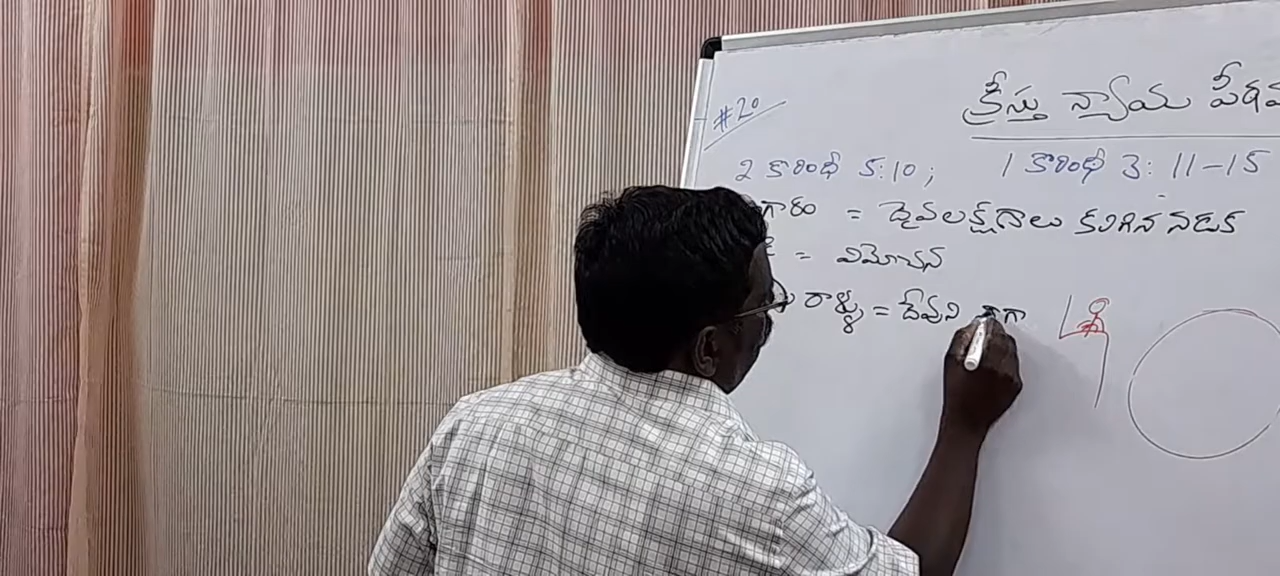 #20
క్రీస్తు న్యాయ
2 కొరింథీ 5:10; 1 కొరింథీ 3: 11-15
= దైవలక్షణాలు కలిగిన నడక
= విమోచన
రాళ్ళు = దేవుని